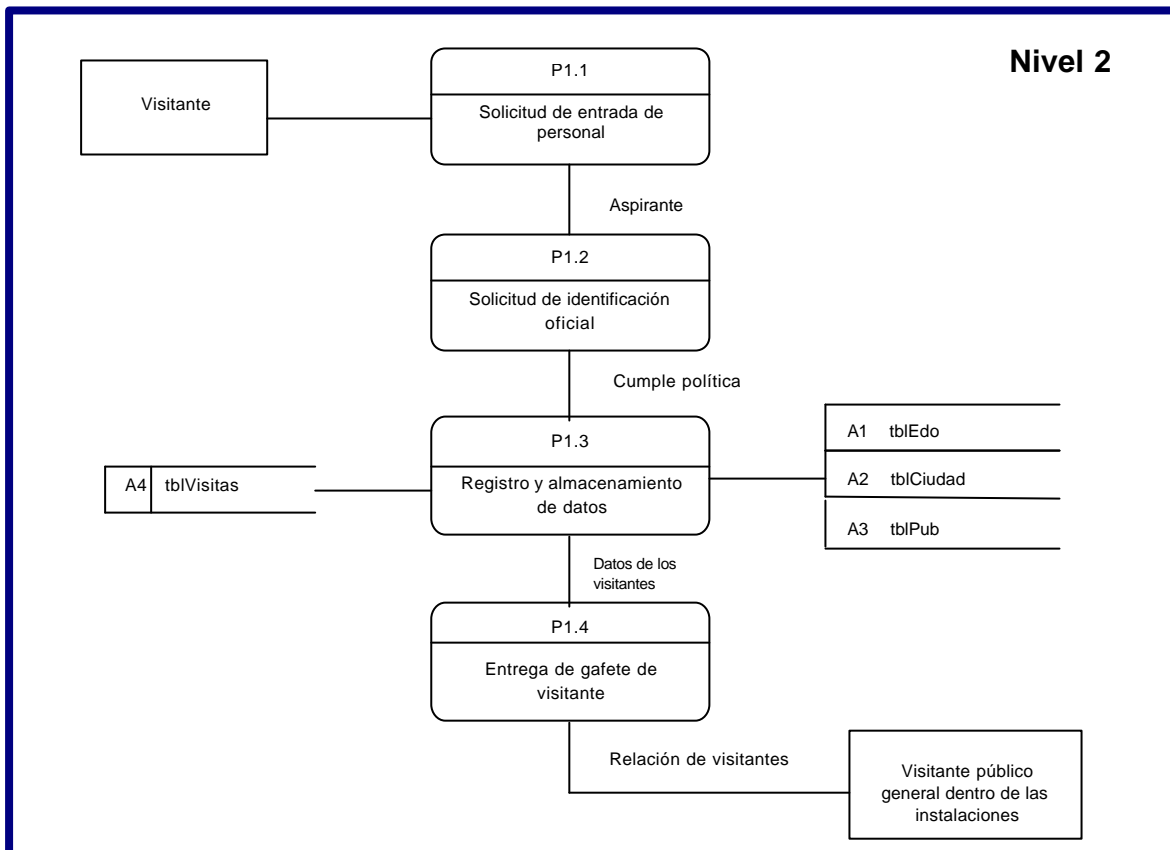 Nivel 2
Visitante
P1.1
Solicitud de entrada de
personal
Aspirante
P1.2
Solicitud de identificación
oficial
Cumple política
P1.3
Registro y almacenamiento
de datos
A4 tblVisitas
A1 tblEdo
A2 tblCiudad
A3 tblPub
Datos de los
visitantes
P1.4
Entrega de gafete de
visitante
Relación de visitantes
Visitante público
general dentro de las
instalaciones